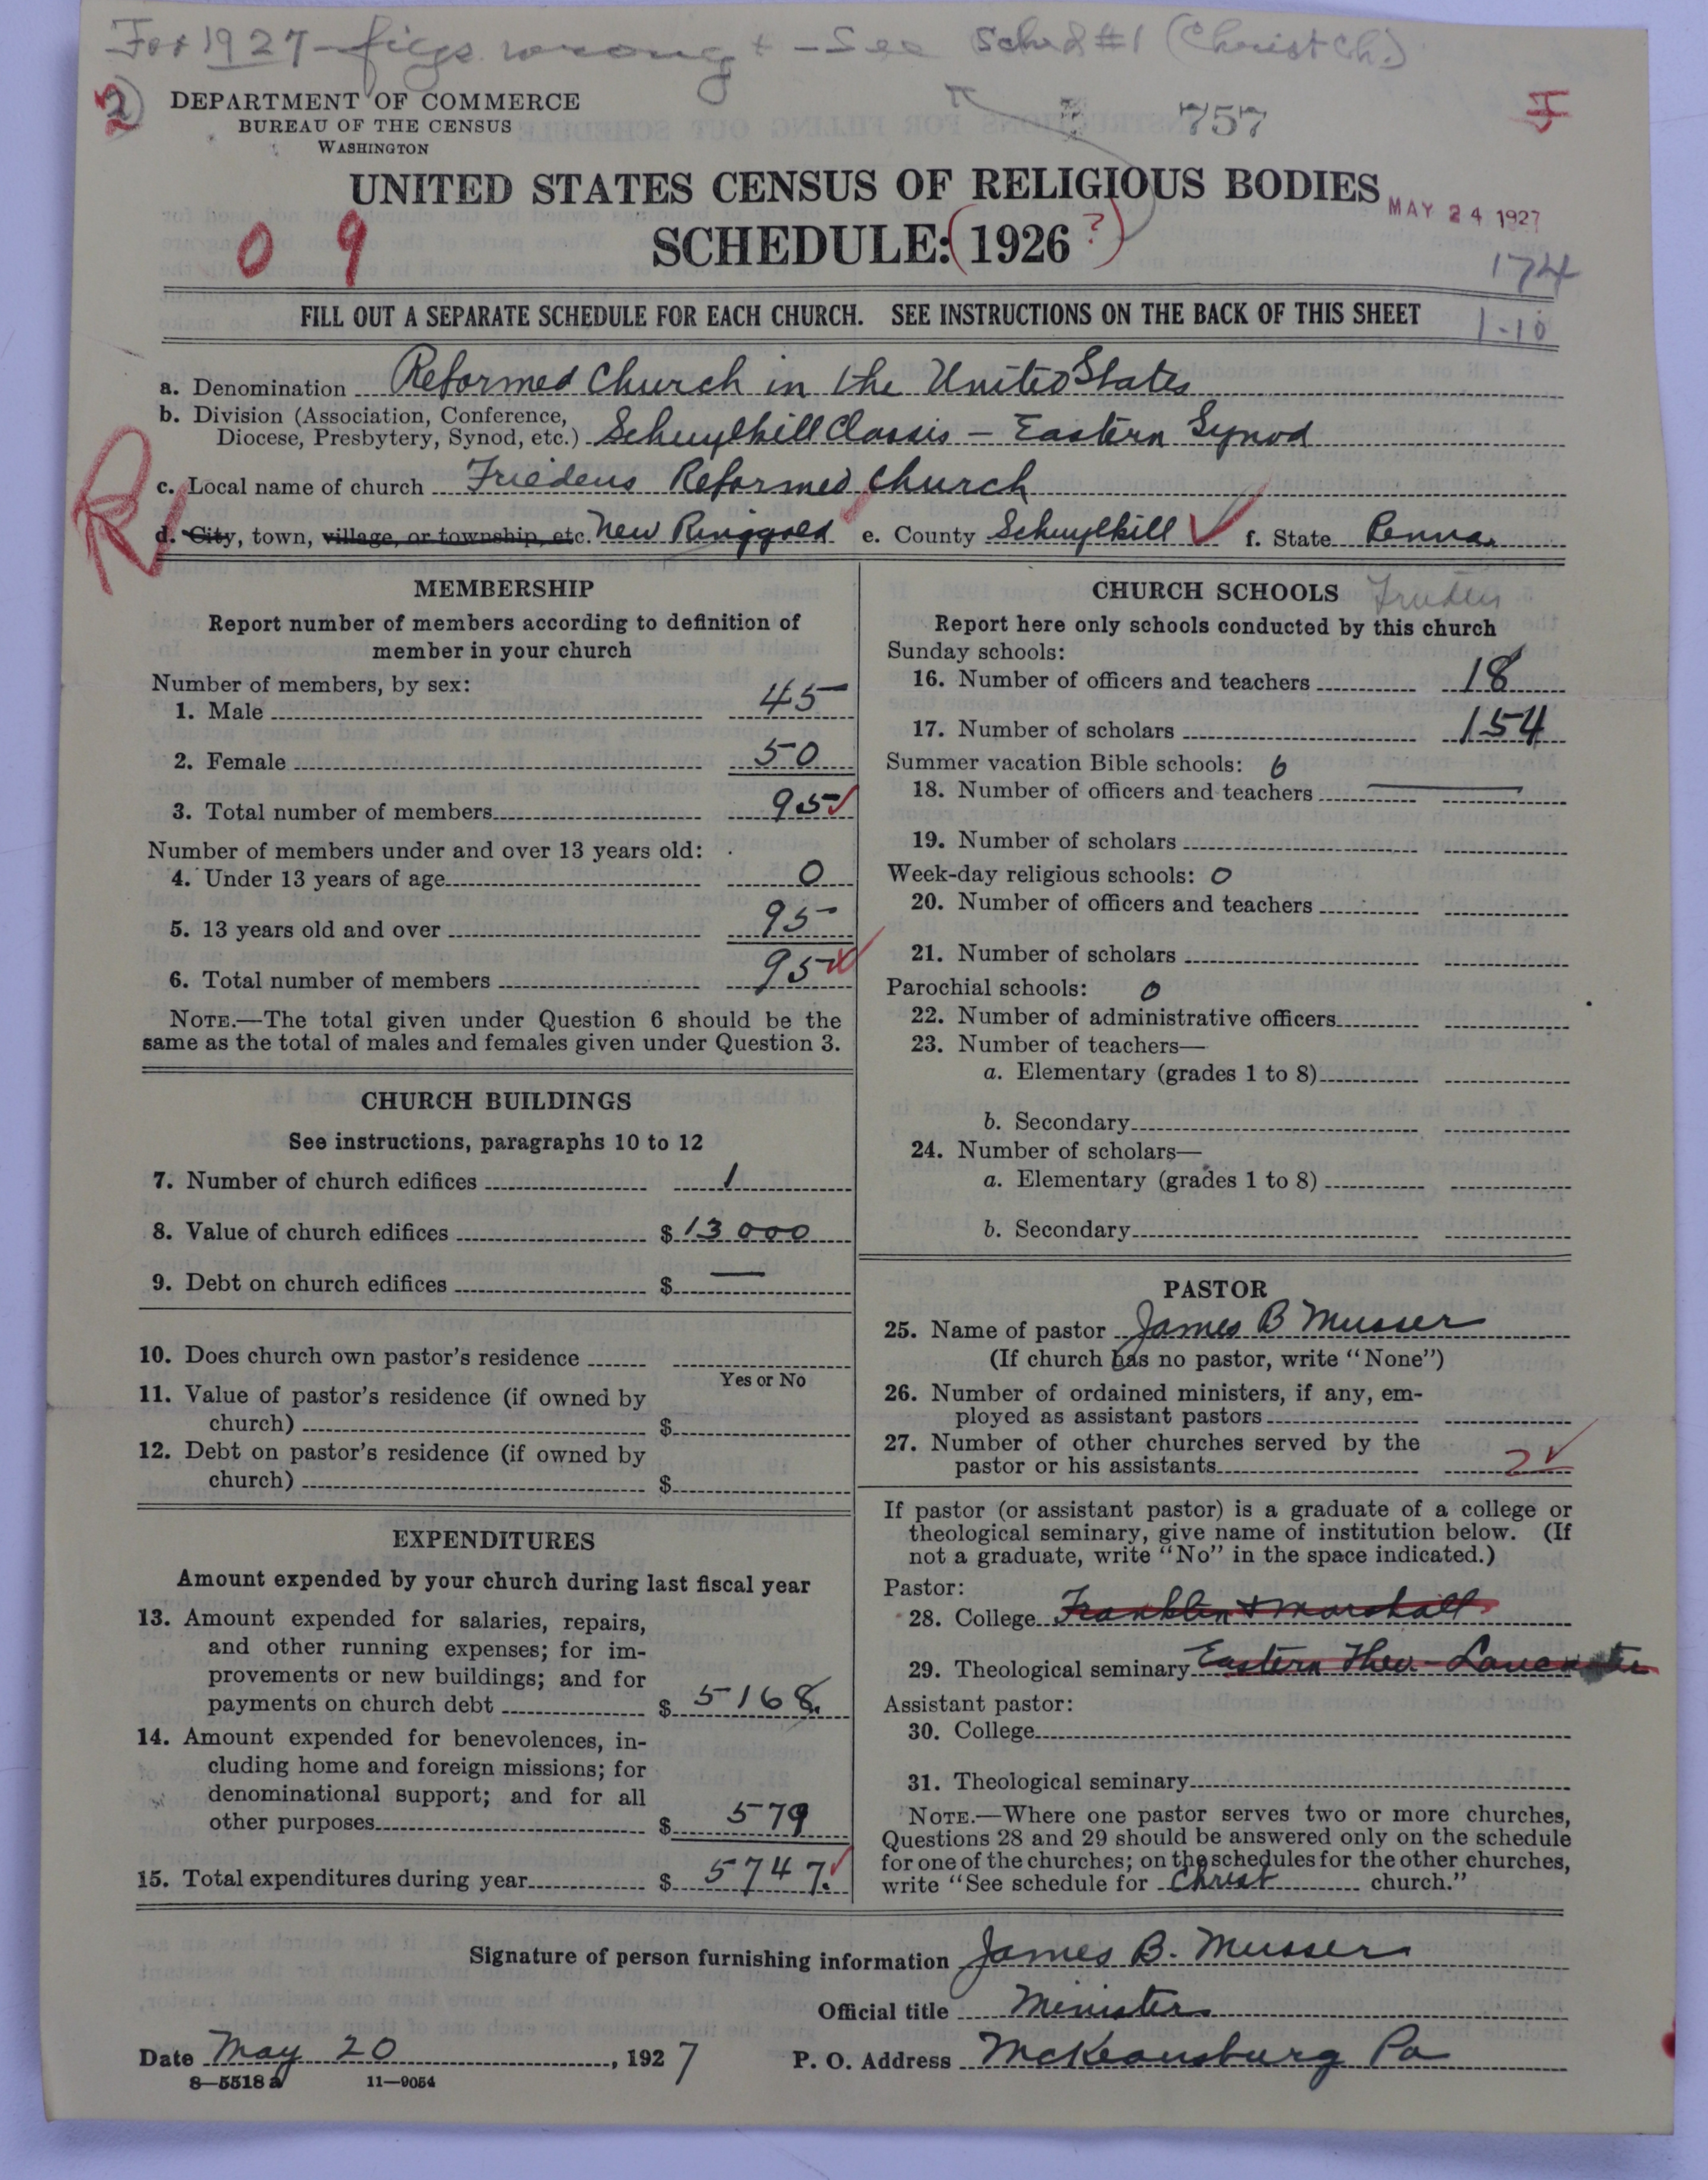 For 1927 - figs wrong - See Sched #1 (Christ Ch.)
2)
DEPARTMENT OF COMMERCE
BUREAU OF THE CENSUS
WASHINGTON
757
UNITED STATES CENSUS OF RELIGIOUS BODIES
MAY 24 1927
0 9
SCHEDULE: (1926?)
174
FILL OUT A SEPARATE SCHEDULE FOR EACH CHURCH. SEE INSTRUCTIONS ON THE BACK OF THIS SHEET
1-10
a. Denomination Reformed Church in the United States
b. Division (Association, Conference,
Diocese, Presbytery, Synod, etc.) Schuylkill Classis - Eastern Synod
c. Local name of church Friedens Reformed Church
d. City, town, village, or township, etc. New Ringgold e. County Schuylkill f. State Penna.
MEMBERSHIP
Report number of members according to definition of
member in your church
Number of members, by sex:
1. Male 45
2. Female 50
3. Total number of members 95
Number of members under and over 13 years old:
4. Under 13 years of age 0
5. 13 years old and over 95
6. Total number of members 95
NOTE.—The total given under Question 6 should be the
same as the total of males and females given under Question 3.
CHURCH BUILDINGS
See instructions, paragraphs 10 to 12
7. Number of church edifices 1
8. Value of church edifices $ 13 000
9. Debt on church edifices $ —
10. Does church own pastor's residence
Yes or No
11. Value of pastor's residence (if owned by
church) $
12. Debt on pastor's residence (if owned by
church) $
EXPENDITURES
Amount expended by your church during last fiscal year
13. Amount expended for salaries, repairs,
and other running expenses; for im-
provements or new buildings; and for
payments on church debt $ 5168.
14. Amount expended for benevolences, in-
cluding home and foreign missions; for
denominational support; and for all
other purposes $ 579
15. Total expenditures during year $ 5747.
CHURCH SCHOOLS Frieden
Report here only schools conducted by this church
Sunday schools:
16. Number of officers and teachers 18
17. Number of scholars 154
Summer vacation Bible schools: 0
18. Number of officers and teachers —
19. Number of scholars
Week-day religious schools: 0
20. Number of officers and teachers
21. Number of scholars
Parochial schools: 0
22. Number of administrative officers
23. Number of teachers—
a. Elementary (grades 1 to 8)
b. Secondary
24. Number of scholars—
a. Elementary (grades 1 to 8)
b. Secondary
PASTOR
25. Name of pastor James B Musser
(If church has no pastor, write "None")
26. Number of ordained ministers, if any, em-
ployed as assistant pastors
27. Number of other churches served by the
pastor or his assistants 2
If pastor (or assistant pastor) is a graduate of a college or
theological seminary, give name of institution below. (If
not a graduate, write "No" in the space indicated.)
Pastor:
28. College Franklin + Marshall
29. Theological seminary Eastern Theo. - Lancaster
Assistant pastor:
30. College
31. Theological seminary
NOTE.—Where one pastor serves two or more churches,
Questions 28 and 29 should be answered only on the schedule
for one of the churches; on the schedules for the other churches,
write "See schedule for Christ church."
Signature of person furnishing information James B. Musser
Official title Minister
Date May 20, 1927 P. O. Address McKeansburg Pa
8—5518 a 11—9054